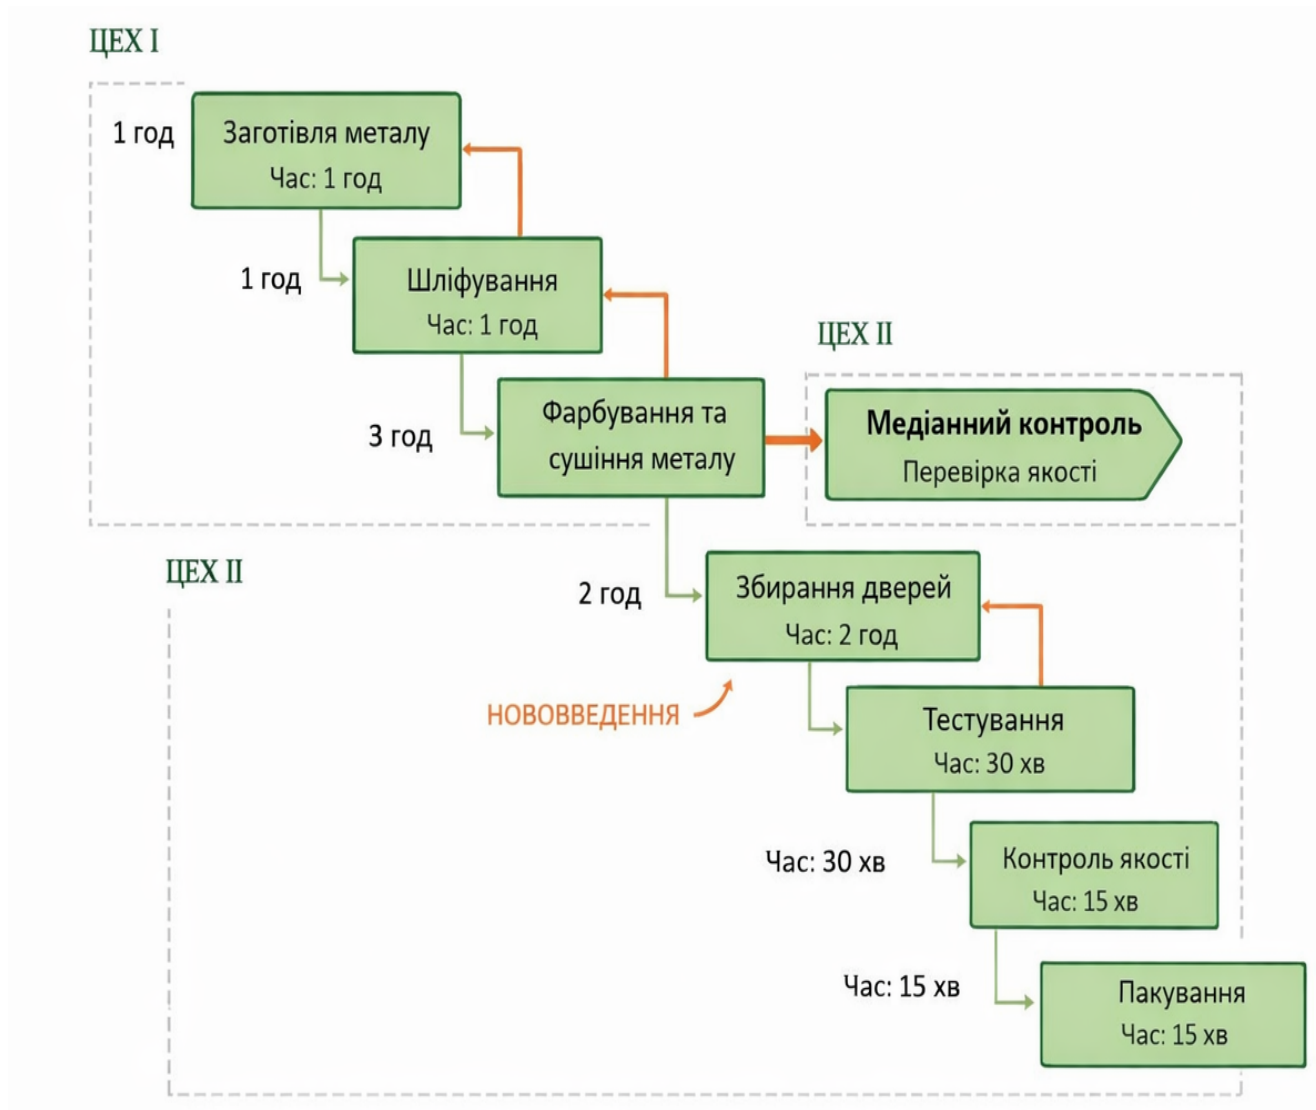 ЦЕХ І
1 год
Заготівля металу
Час: 1 год
1 год
Шліфування
Час: 1 год
ЦЕХ ІІ
3 год
Фарбування та
сушіння металу
Медіанний контроль
Перевірка якості
ЦЕХ ІІ
2 год
Збирання дверей
Час: 2 год
НОВОВВЕДЕННЯ
Тестування
Час: 30 хв
Час: 30 хв
Контроль якості
Час: 15 хв
Час: 15 хв
Пакування
Час: 15 хв